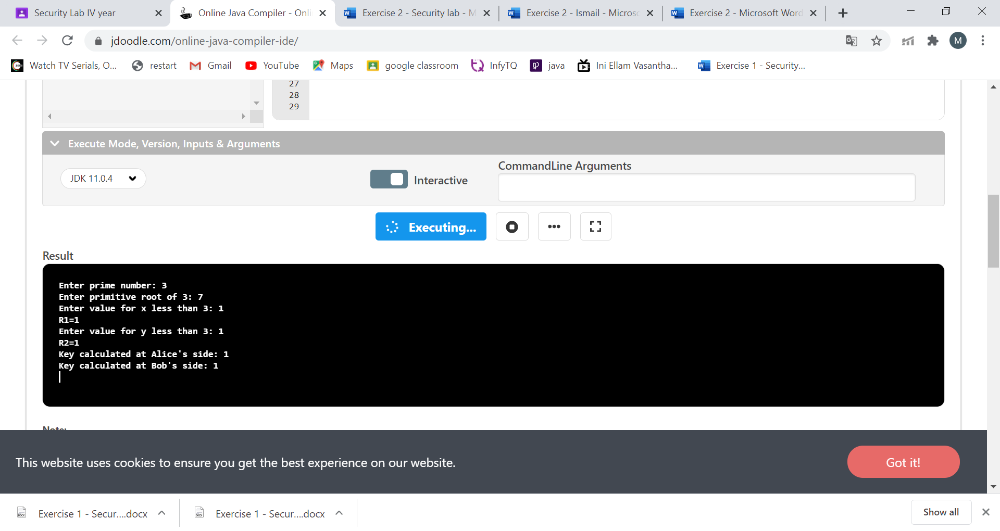 Security Lab IV year
Online Java Compiler - Onli
Exercise 2 - Security lab - M
Exercise 2 - Ismail - Microso
Exercise 2 - Microsoft Word
jdoodle.com/online-java-compiler-ide/
M
Watch TV Serials, O...
restart
Gmail
YouTube
Maps
google classroom
InfyTQ
java
Ini Ellam Vasantha...
Exercise 1 - Security...
27
28
29
Execute Mode, Version, Inputs & Arguments
CommandLine Arguments
JDK 11.0.4
Interactive
Executing...
Result
Enter prime number: 3
Enter primitive root of 3: 7
Enter value for x less than 3: 1
R1=1
Enter value for y less than 3: 1
R2=1
Key calculated at Alice's side: 1
Key calculated at Bob's side: 1
Note:
This website uses cookies to ensure you get the best experience on our website.
Got it!
Exercise 1 - Secur....docx
Exercise 1 - Secur....docx
Show all